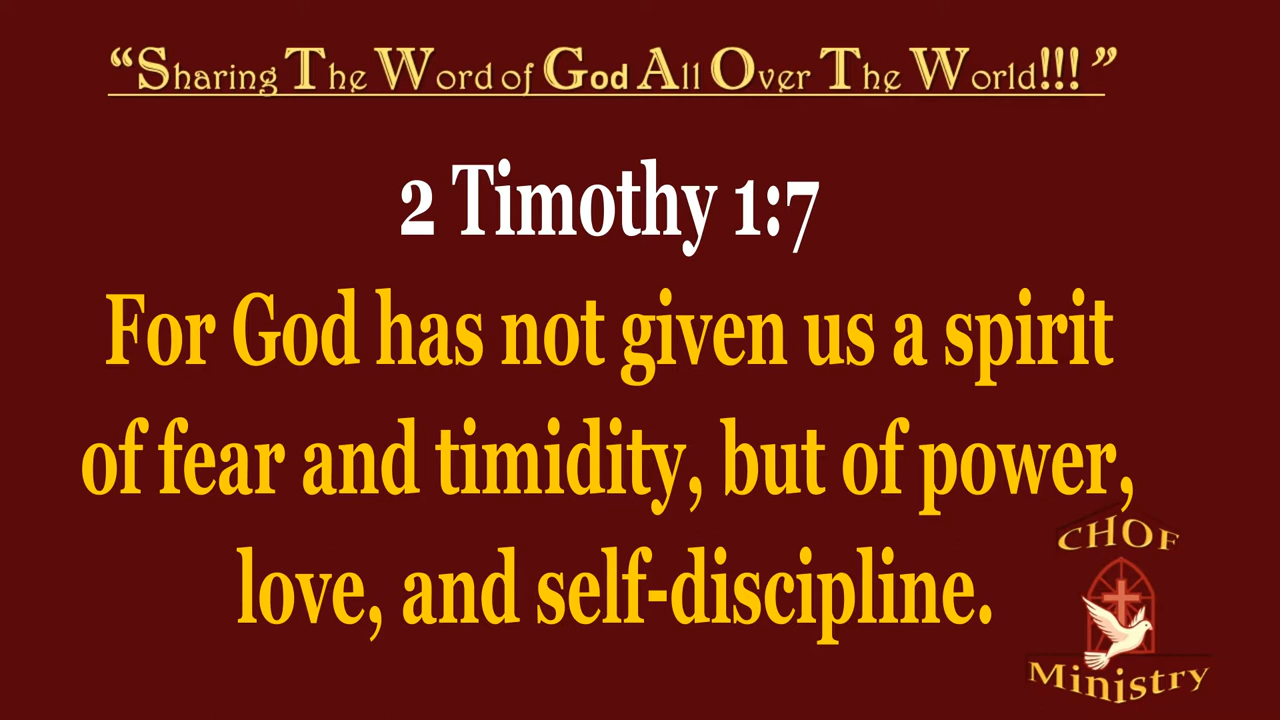 “Sharing The Word of God All Over The World!!! ”
2 Timothy 1:7
For God has not given us a spirit
of fear and timidity, but of power,
love, and self-discipline.
CHOF
Ministry